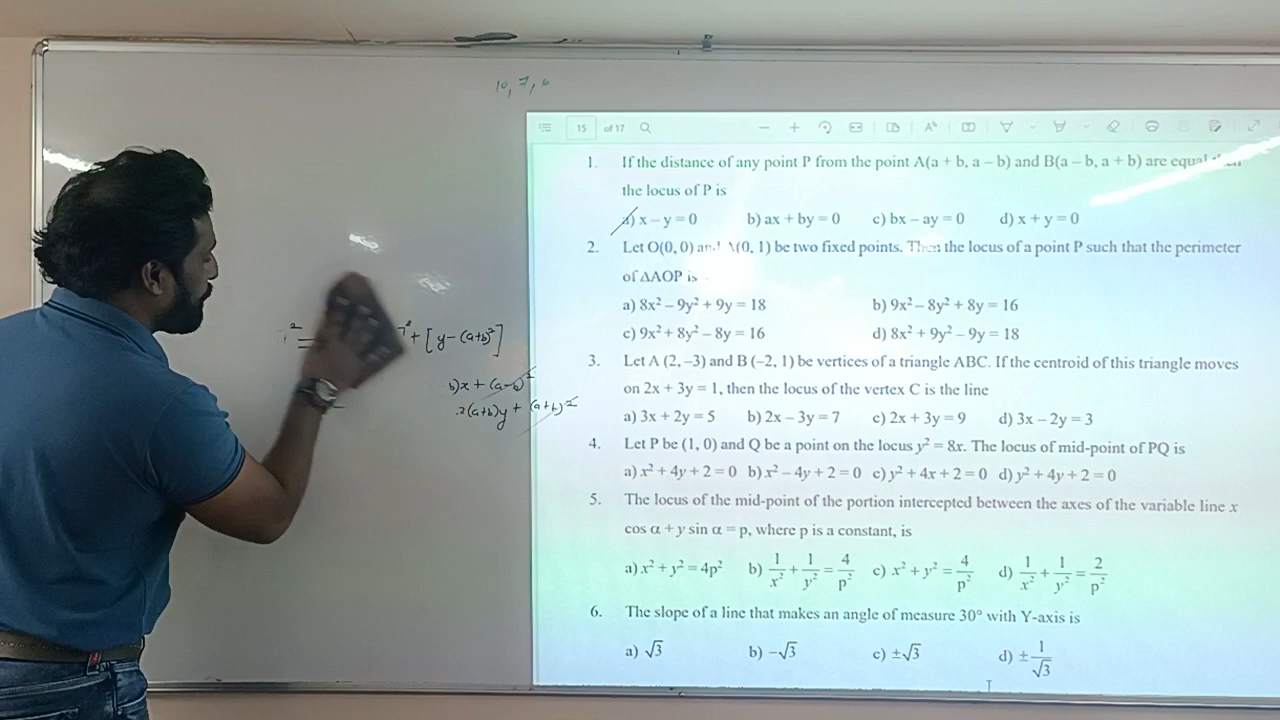 10, 7, 6
15 of 17
1. If the distance of any point P from the point A(a + b, a – b) and B(a – b, a + b) are equal then
the locus of P is
a) x – y = 0 b) ax + by = 0 c) bx – ay = 0 d) x + y = 0
2. Let O(0, 0) and A(0, 1) be two fixed points. Then the locus of a point P such that the perimeter
of ΔAOP is
a) 8x² – 9y² + 9y = 18 b) 9x² – 8y² + 8y = 16
c) 9x² + 8y² – 8y = 16 d) 8x² + 9y² – 9y = 18
3. Let A (2, –3) and B (–2, 1) be vertices of a triangle ABC. If the centroid of this triangle moves
on 2x + 3y = 1, then the locus of the vertex C is the line
a) 3x + 2y = 5 b) 2x – 3y = 7 c) 2x + 3y = 9 d) 3x – 2y = 3
4. Let P be (1, 0) and Q be a point on the locus y² = 8x. The locus of mid-point of PQ is
a) x² + 4y + 2 = 0 b) x² – 4y + 2 = 0 c) y² + 4x + 2 = 0 d) y² + 4y + 2 = 0
5. The locus of the mid-point of the portion intercepted between the axes of the variable line x
cos α + y sin α = p, where p is a constant, is
a) x² + y² = 4p² b) 1/x² + 1/y² = 4/p² c) x² + y² = 4/p² d) 1/x² + 1/y² = 2/p²
6. The slope of a line that makes an angle of measure 30° with Y-axis is
a) √3 b) –√3 c) ±√3 d) ± 1/√3
+ [y–(a+b)²]
b)x + (a–b)²
2(a+b)y + (a+b)²